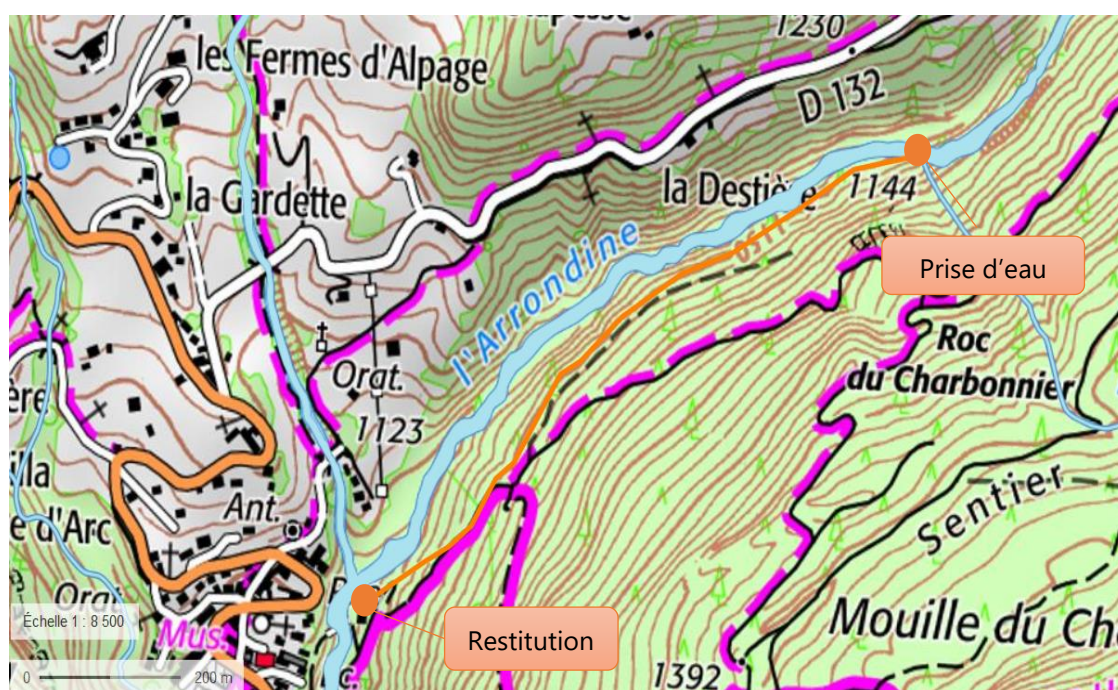 1230
les Fermes d'Alpage
D 132
la Gardette
la Destière
1144
l'Arrondine
Prise d'eau
Roc
du Charbonnier
Orat.
1123
Ant.
e d'Arc
Sentier
Orat.
Échelle 1 : 8 500
Mus.
Restitution
Mouille du Ch
0 200 m
1392